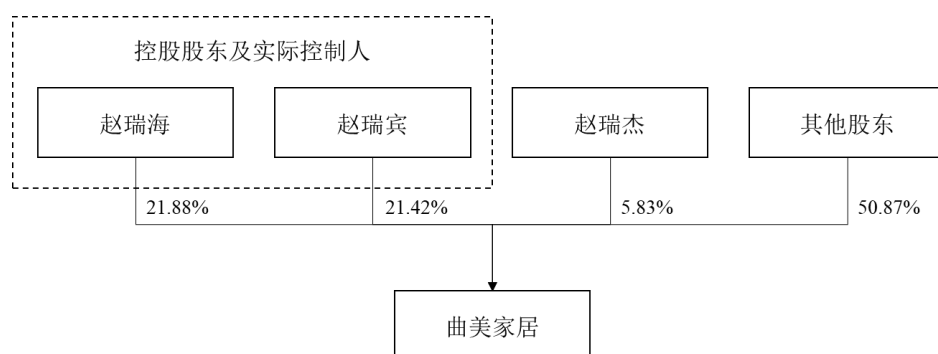 控股股东及实际控制人
赵瑞海 赵瑞宾 赵瑞杰 其他股东
21.88% 21.42% 5.83% 50.87%
曲美家居